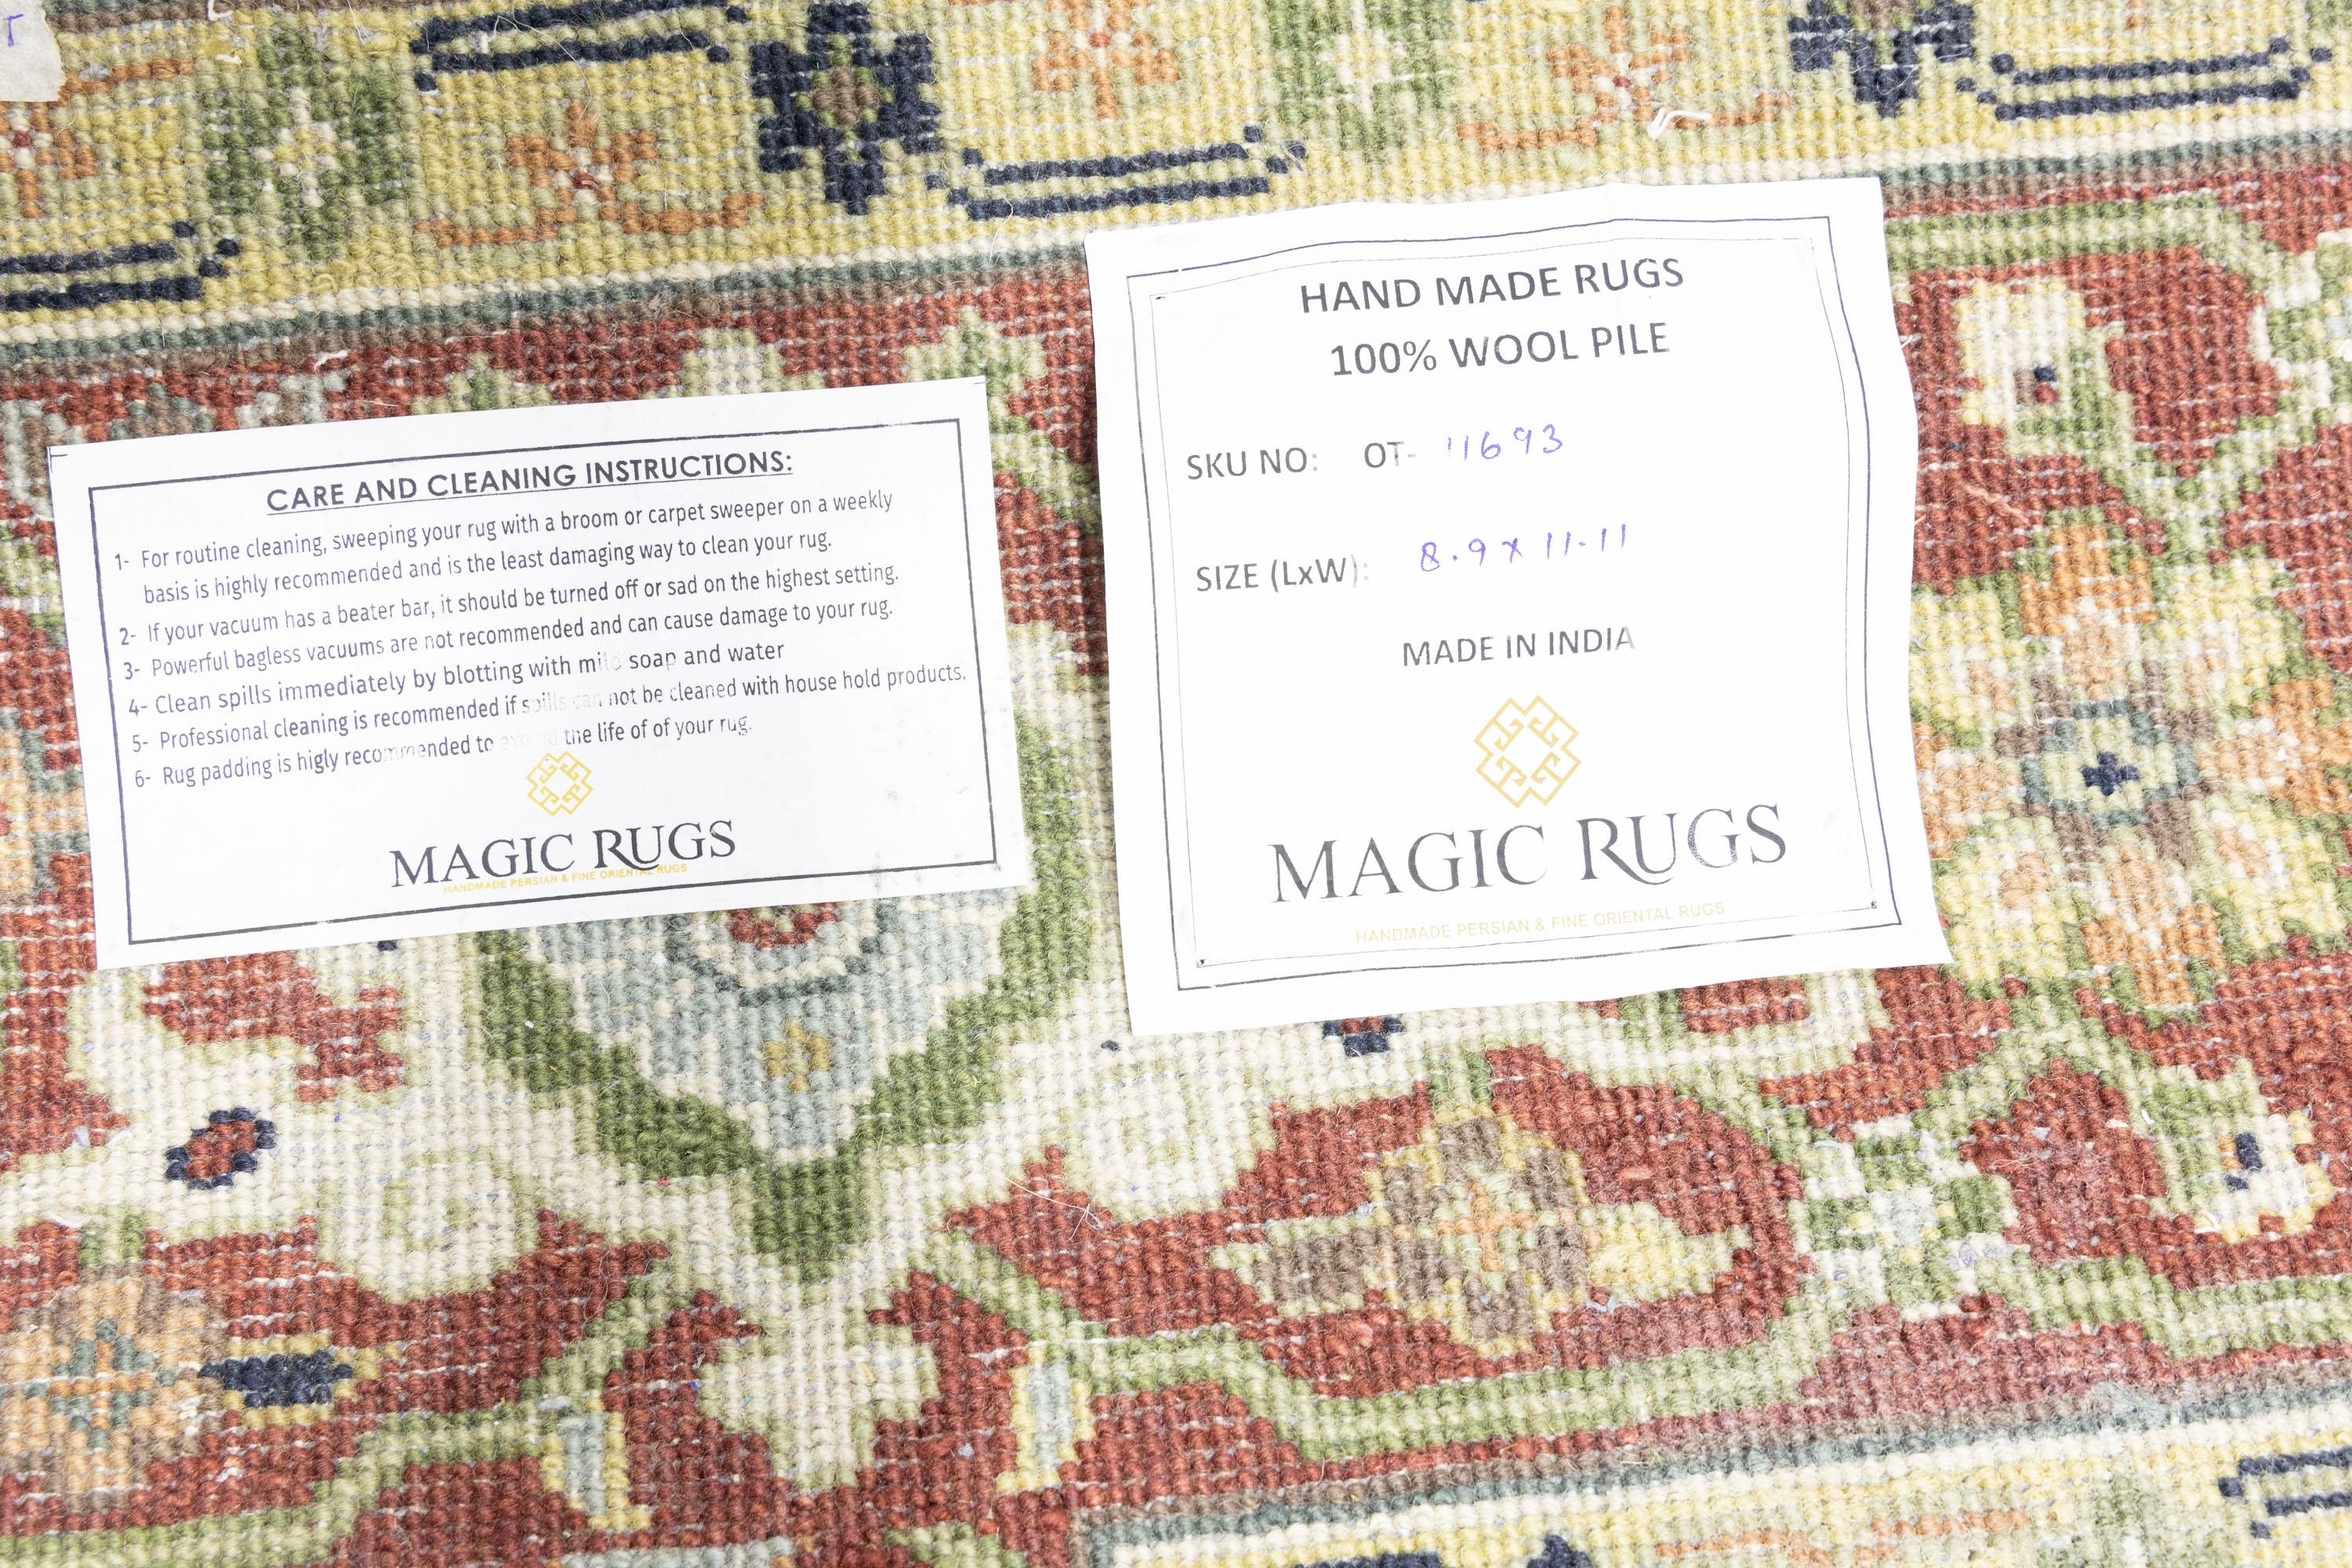 T
CARE AND CLEANING INSTRUCTIONS:
1- For routine cleaning, sweeping your rug with a broom or carpet sweeper on a weekly
basis is highly recommended and is the least damaging way to clean your rug.
2- If your vacuum has a beater bar, it should be turned off or sad on the highest setting.
3- Powerful bagless vacuums are not recommended and can cause damage to your rug.
4- Clean spills immediately by blotting with mild soap and water
5- Professional cleaning is recommended if spills can not be cleaned with house hold products.
6- Rug padding is higly recommended to extend the life of of your rug.
MAGIC RUGS
HANDMADE PERSIAN & FINE ORIENTAL RUGS
HAND MADE RUGS
100% WOOL PILE
SKU NO: OT- 11693
SIZE (LxW): 8.9 x 11.11
MADE IN INDIA
MAGIC RUGS
HANDMADE PERSIAN & FINE ORIENTAL RUGS